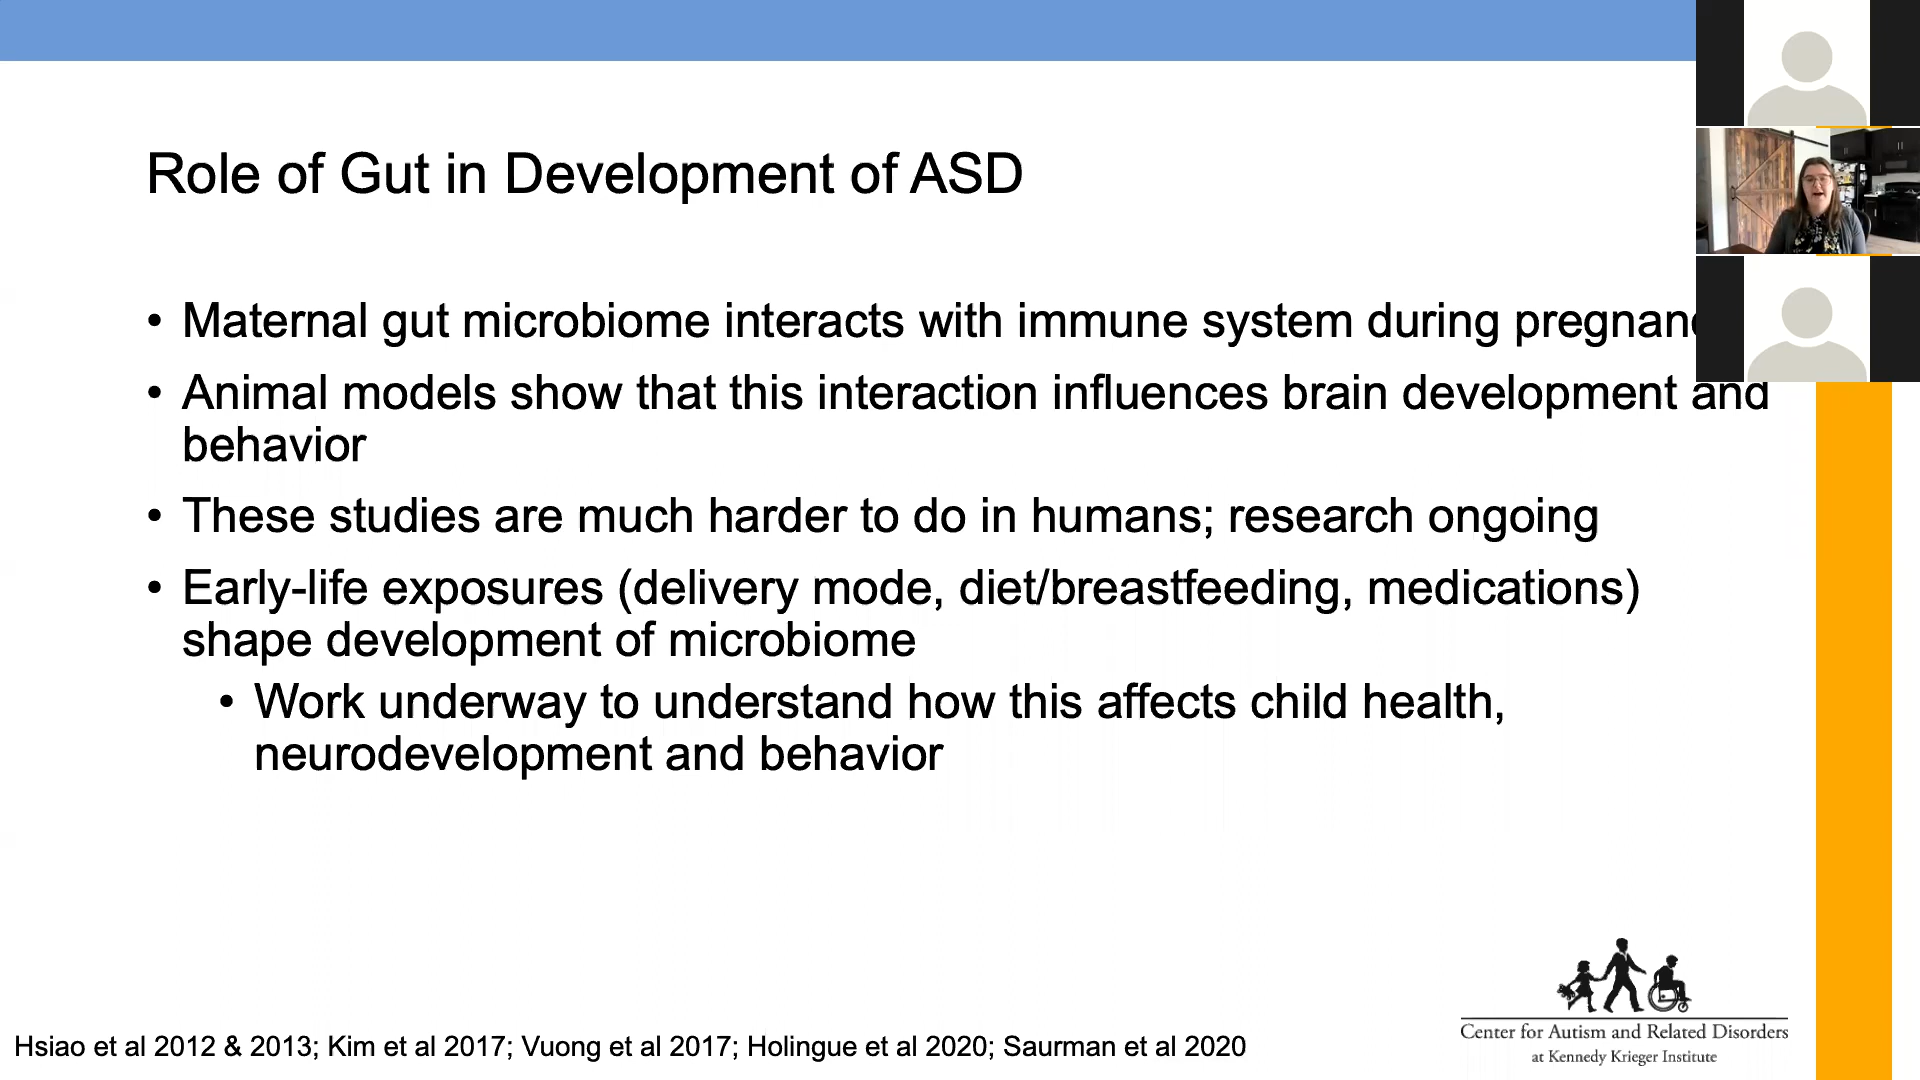 Role of Gut in Development of ASD
• Maternal gut microbiome interacts with immune system during
• Animal models show that this interaction influences brain development and
behavior
• These studies are much harder to do in humans; research ongoing
• Early-life exposures (delivery mode, diet/breastfeeding, medications)
shape development of microbiome
• Work underway to understand how this affects child health,
neurodevelopment and behavior
Hsiao et al 2012 & 2013; Kim et al 2017; Vuong et al 2017; Holingue et al 2020; Saurman et al 2020
Center for Autism and Related Disorders
at Kennedy Krieger Institute